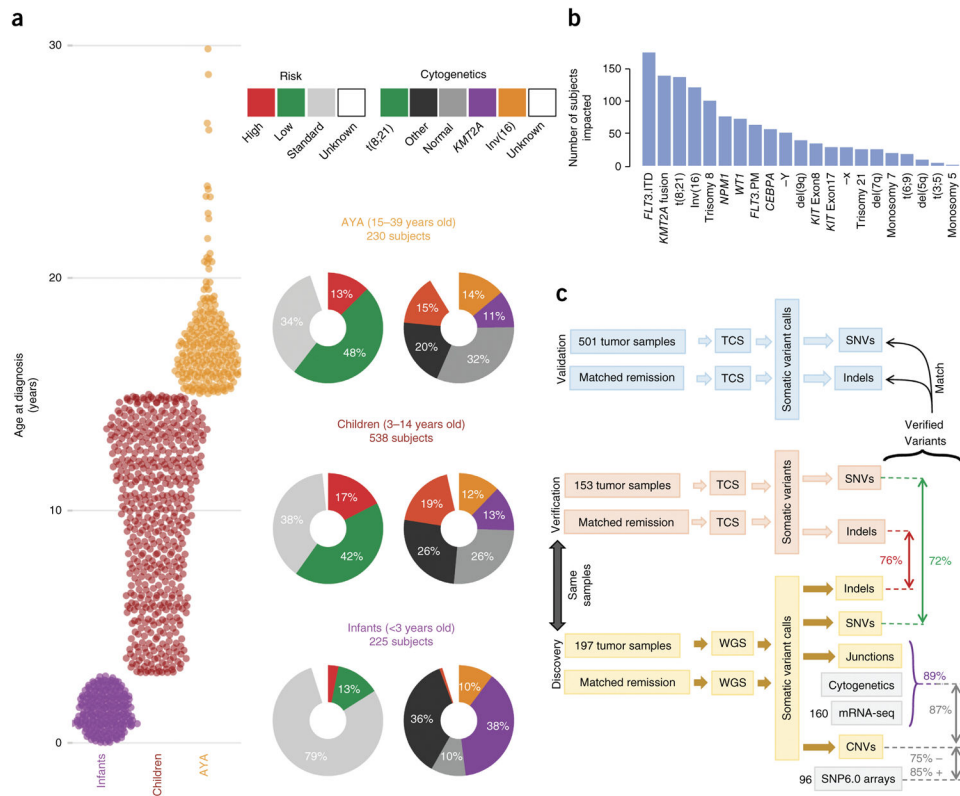 a
30
20
10
0
Age at diagnosis
(years)
Infants
Children
AYA
Risk
High
Low
Standard
Unknown
Cytogenetics
t(8;21)
Other
Normal
KMT2A
Inv(16)
Unknown
AYA (15–39 years old)
230 subjects
13%
48%
34%
14%
11%
32%
20%
15%
Children (3–14 years old)
538 subjects
17%
42%
38%
12%
13%
26%
26%
19%
Infants (<3 years old)
225 subjects
13%
79%
10%
38%
10%
36%
b
Number of subjects
impacted
150
100
50
0
FLT3.ITD
KMT2A fusion
t(8;21)
Inv(16)
Trisomy 8
NPM1
WT1
FLT3.PM
CEBPA
–Y
del(9q)
KIT Exon8
KIT Exon17
–x
Trisomy 21
del(7q)
Monosomy 7
t(6;9)
del(5q)
t(3;5)
Monosomy 5
c
Validation
501 tumor samples
TCS
Matched remission
TCS
Somatic variant calls
SNVs
Indels
Match
Verified
Variants
Verification
153 tumor samples
TCS
Matched remission
TCS
Somatic variants
SNVs
Indels
76%
72%
Same
samples
Discovery
197 tumor samples
WGS
Matched remission
WGS
Somatic variant calls
Indels
SNVs
Junctions
Cytogenetics
160 mRNA-seq
89%
87%
CNVs
75% –
85% +
96 SNP6.0 arrays